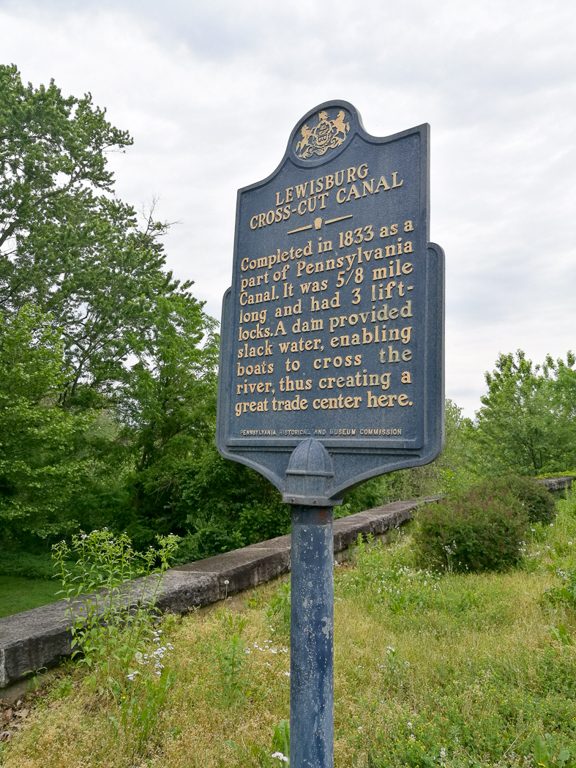 LEWISBURG
CROSS-CUT CANAL
Completed in 1833 as a
part of Pennsylvania
Canal. It was 5/8 mile
long and had 3 lift-
locks. A dam provided
slack water, enabling
boats to cross the
river, thus creating a
great trade center here.
PENNSYLVANIA HISTORICAL AND MUSEUM COMMISSION